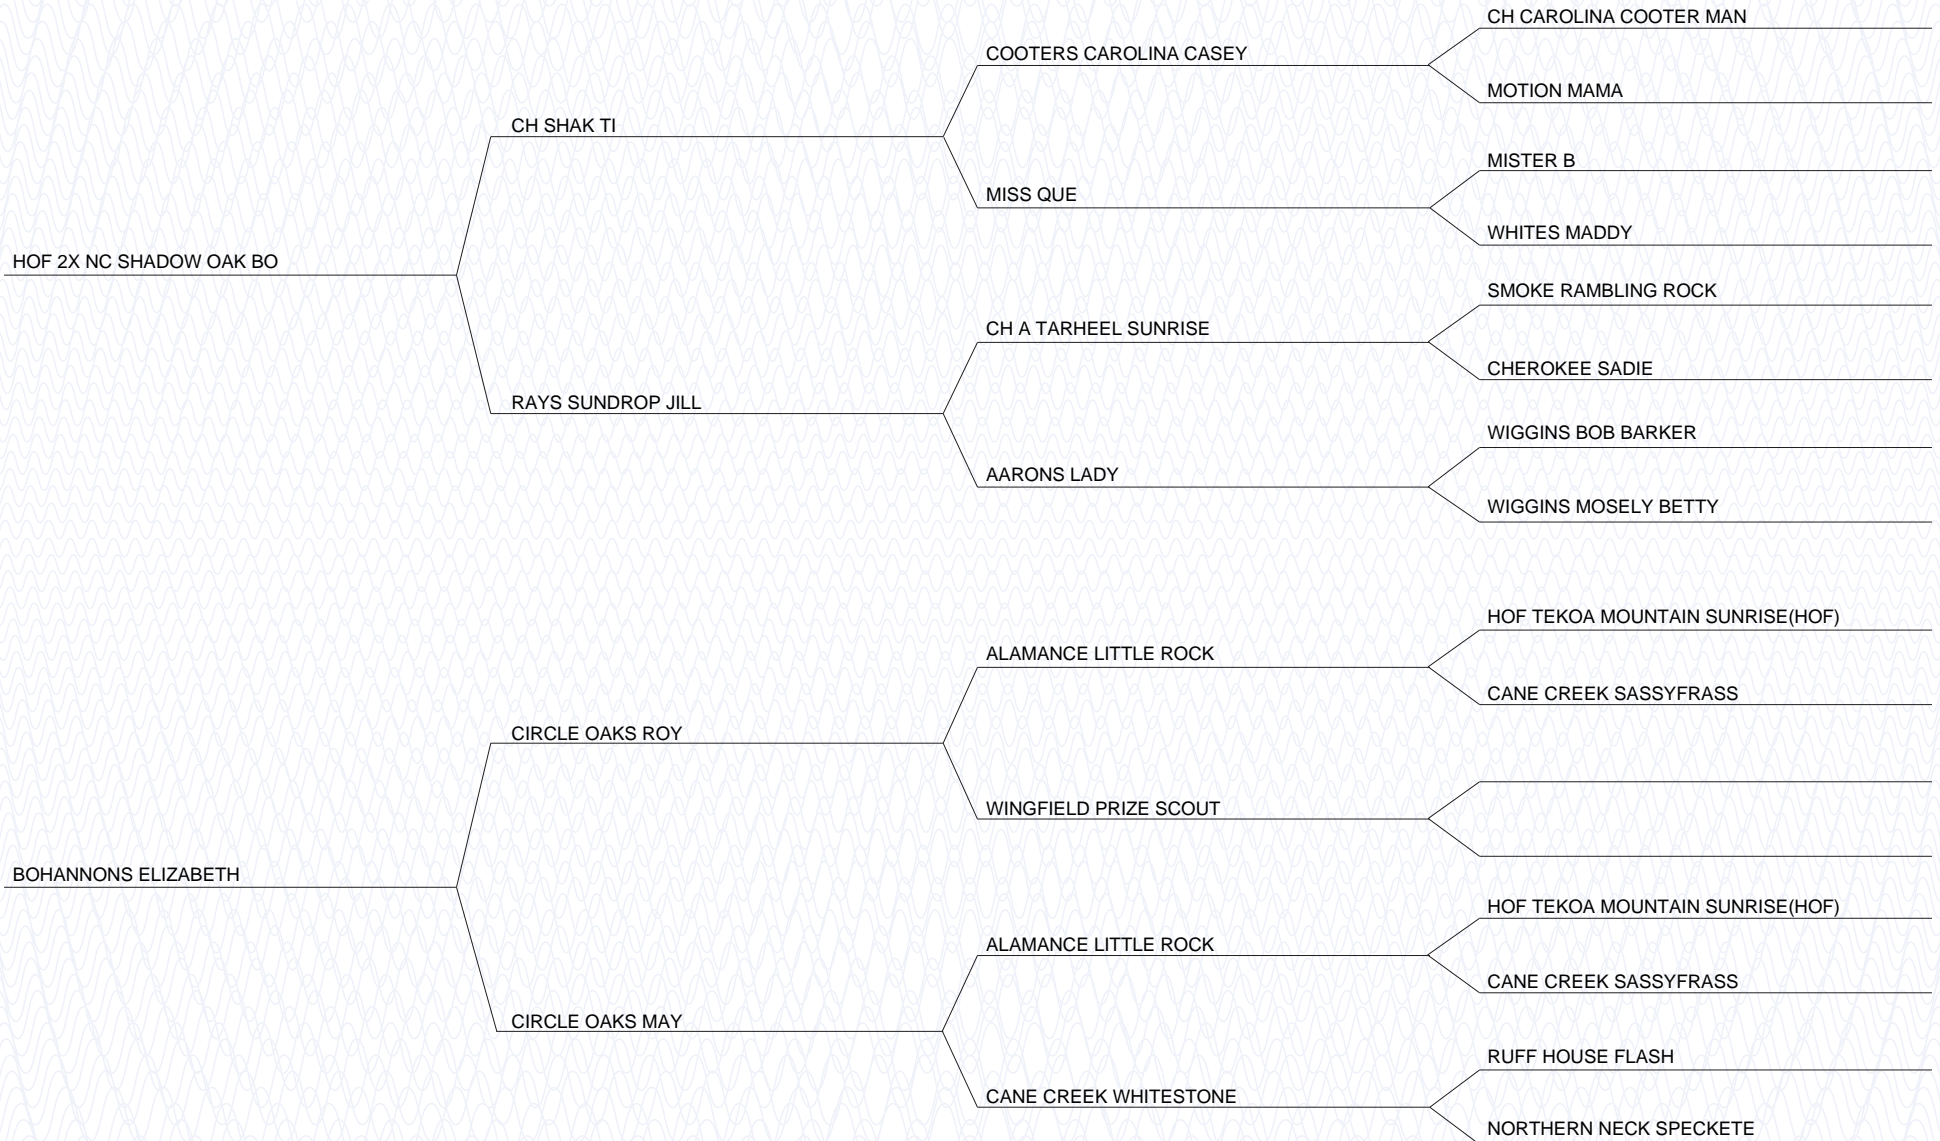 CH CAROLINA COOTER MAN
COOTERS CAROLINA CASEY
MOTION MAMA
CH SHAK TI
MISTER B
MISS QUE
WHITES MADDY
HOF 2X NC SHADOW OAK BO
SMOKE RAMBLING ROCK
CH A TARHEEL SUNRISE
CHEROKEE SADIE
RAYS SUNDROP JILL
WIGGINS BOB BARKER
AARONS LADY
WIGGINS MOSELY BETTY
HOF TEKOA MOUNTAIN SUNRISE(HOF)
ALAMANCE LITTLE ROCK
CANE CREEK SASSYFRASS
CIRCLE OAKS ROY
WINGFIELD PRIZE SCOUT
BOHANNONS ELIZABETH
HOF TEKOA MOUNTAIN SUNRISE(HOF)
ALAMANCE LITTLE ROCK
CANE CREEK SASSYFRASS
CIRCLE OAKS MAY
RUFF HOUSE FLASH
CANE CREEK WHITESTONE
NORTHERN NECK SPECKETE